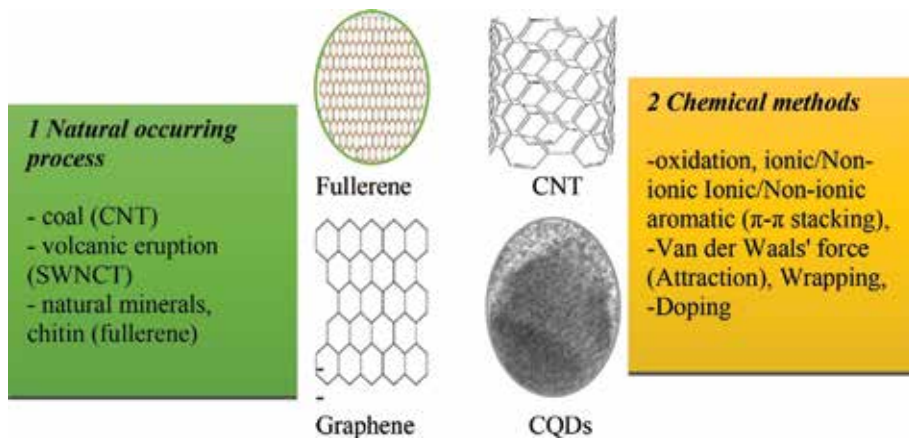 1 Natural occurring
process
- coal (CNT)
- volcanic eruption
(SWNCT)
- natural minerals,
chitin (fullerene)
Fullerene
CNT
Graphene
CQDs
2 Chemical methods
-oxidation, ionic/Non-
ionic Ionic/Non-ionic
aromatic (π-π stacking),
-Van der Waals' force
(Attraction), Wrapping,
-Doping